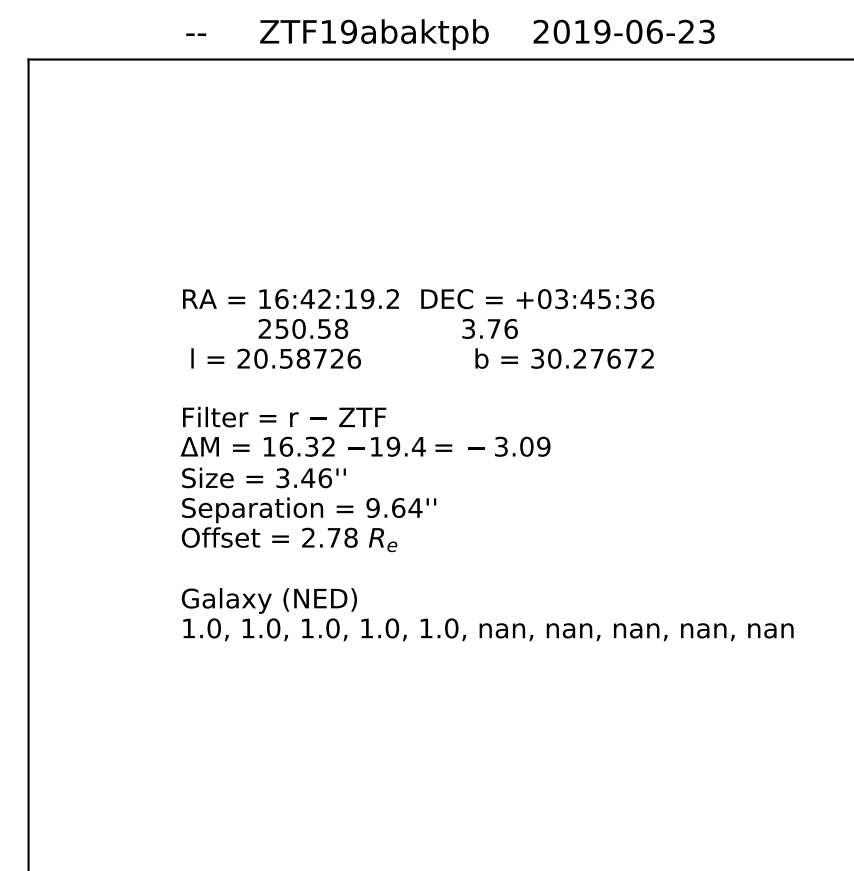 -- ZTF19abaktpb 2019-06-23
RA = 16:42:19.2 DEC = +03:45:36
250.58 3.76
l = 20.58726 b = 30.27672
Filter = r − ZTF
ΔM = 16.32 −19.4 = − 3.09
Size = 3.46''
Separation = 9.64''
Offset = 2.78 Re
Galaxy (NED)
1.0, 1.0, 1.0, 1.0, 1.0, nan, nan, nan, nan, nan